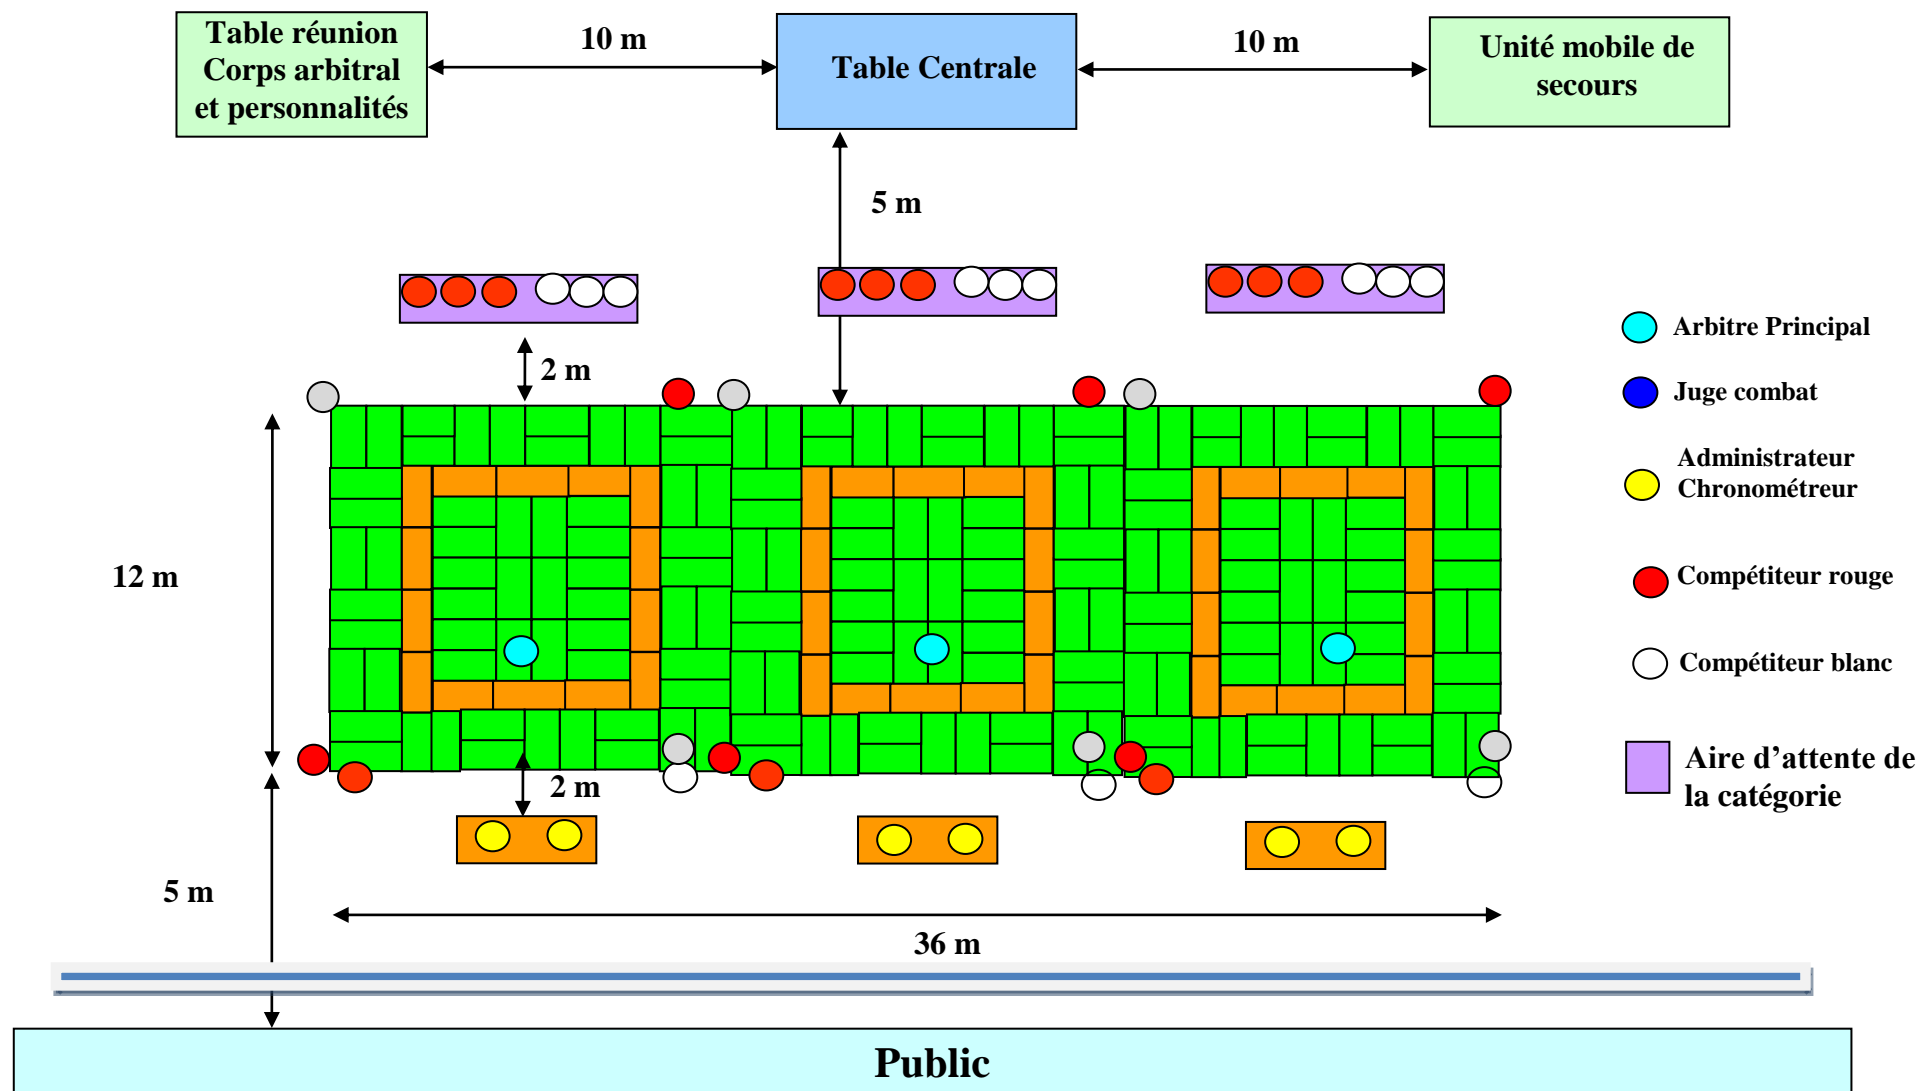 Table réunion
Corps arbitral
et personnalités
10 m
Table Centrale
10 m
Unité mobile de
secours
5 m
2 m
Arbitre Principal
Juge combat
Administrateur
Chronométreur
12 m
Compétiteur rouge
Compétiteur blanc
Aire d’attente de
la catégorie
2 m
5 m
36 m
Public